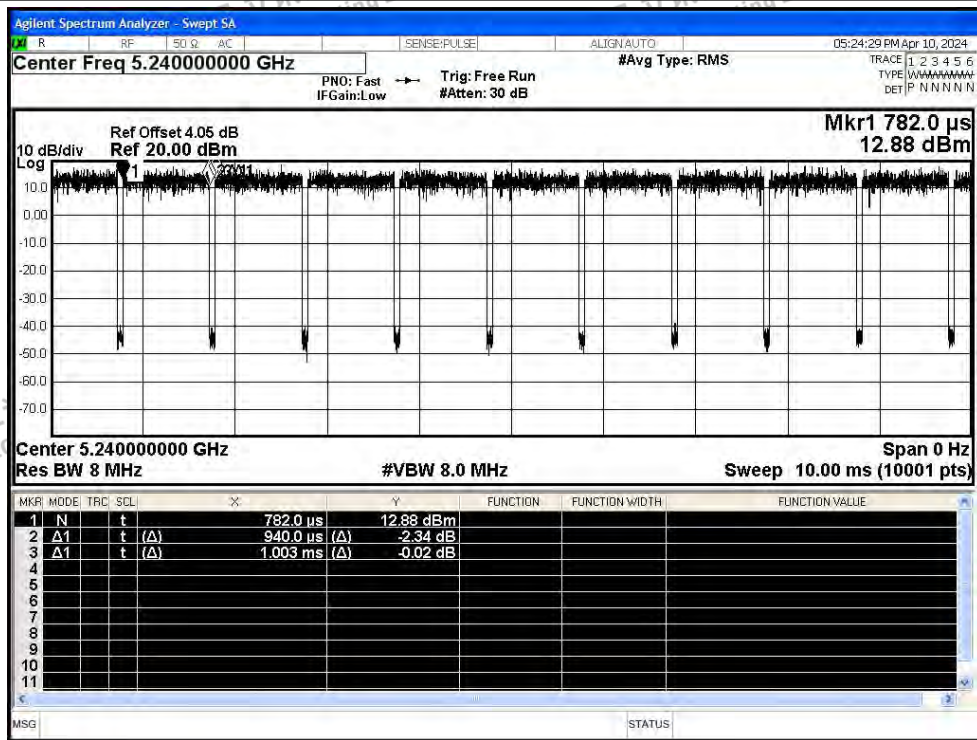 Agilent Spectrum Analyzer - Swept SA
R RF 50 Ω AC SENSE:PULSE ALIGN AUTO 05:24:29 PM Apr 10, 2024
Center Freq 5.240000000 GHz #Avg Type: RMS TRACE 1 2 3 4 5 6
PNO: Fast Trig: Free Run TYPE WWWWWW
IFGain:Low #Atten: 30 dB DET P N N N N N
Ref Offset 4.05 dB Mkr1 782.0 µs
10 dB/div Ref 20.00 dBm 12.88 dBm
Log
1
10.0
0.00
-10.0
-20.0
-30.0
-40.0
-50.0
-60.0
-70.0
Center 5.240000000 GHz Span 0 Hz
Res BW 8 MHz #VBW 8.0 MHz Sweep 10.00 ms (10001 pts)
MKR MODE TRC SCL X Y FUNCTION FUNCTION WIDTH FUNCTION VALUE
1 N t 782.0 µs 12.88 dBm
2 Δ1 t (Δ) 940.0 µs (Δ) -2.34 dB
3 Δ1 t (Δ) 1.003 ms (Δ) -0.02 dB
4
5
6
7
8
9
10
11
MSG STATUS